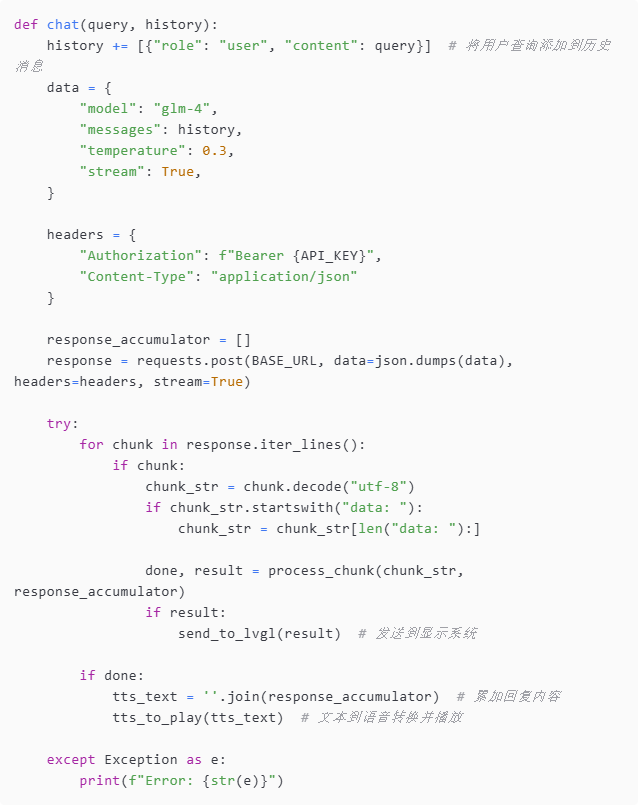 def chat(query, history):
    history += [{"role": "user", "content": query}]  # 将用户查询添加到历史
消息
    data = {
        "model": "glm-4",
        "messages": history,
        "temperature": 0.3,
        "stream": True,
    }

    headers = {
        "Authorization": f"Bearer {API_KEY}",
        "Content-Type": "application/json"
    }

    response_accumulator = []
    response = requests.post(BASE_URL, data=json.dumps(data),
headers=headers, stream=True)

    try:
        for chunk in response.iter_lines():
            if chunk:
                chunk_str = chunk.decode("utf-8")
                if chunk_str.startswith("data: "):
                    chunk_str = chunk_str[len("data: "):]

                done, result = process_chunk(chunk_str,
response_accumulator)
                if result:
                    send_to_lvgl(result)  # 发送到显示系统

        if done:
            tts_text = ''.join(response_accumulator)  # 累加回复内容
            tts_to_play(tts_text)  # 文本到语音转换并播放

    except Exception as e:
        print(f"Error: {str(e)}")